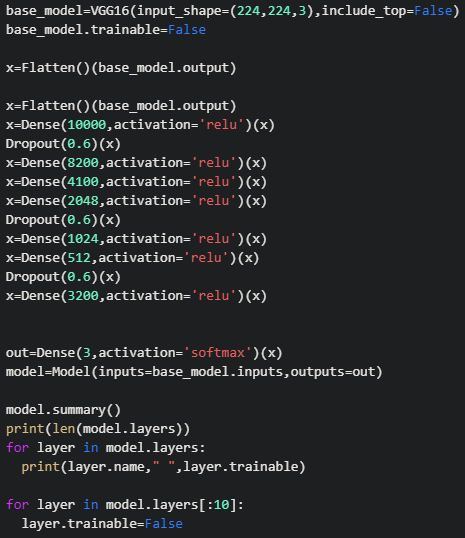 base_model=VGG16(input_shape=(224,224,3),include_top=False)
base_model.trainable=False
x=Flatten()(base_model.output)
x=Flatten()(base_model.output)
x=Dense(10000,activation='relu')(x)
Dropout(0.6)(x)
x=Dense(8200,activation='relu')(x)
x=Dense(4100,activation='relu')(x)
x=Dense(2048,activation='relu')(x)
Dropout(0.6)(x)
x=Dense(1024,activation='relu')(x)
x=Dense(512,activation='relu')(x)
Dropout(0.6)(x)
x=Dense(3200,activation='relu')(x)
out=Dense(3,activation='softmax')(x)
model=Model(inputs=base_model.inputs,outputs=out)
model.summary()
print(len(model.layers))
for layer in model.layers:
  print(layer.name," ",layer.trainable)
for layer in model.layers[:10]:
  layer.trainable=False